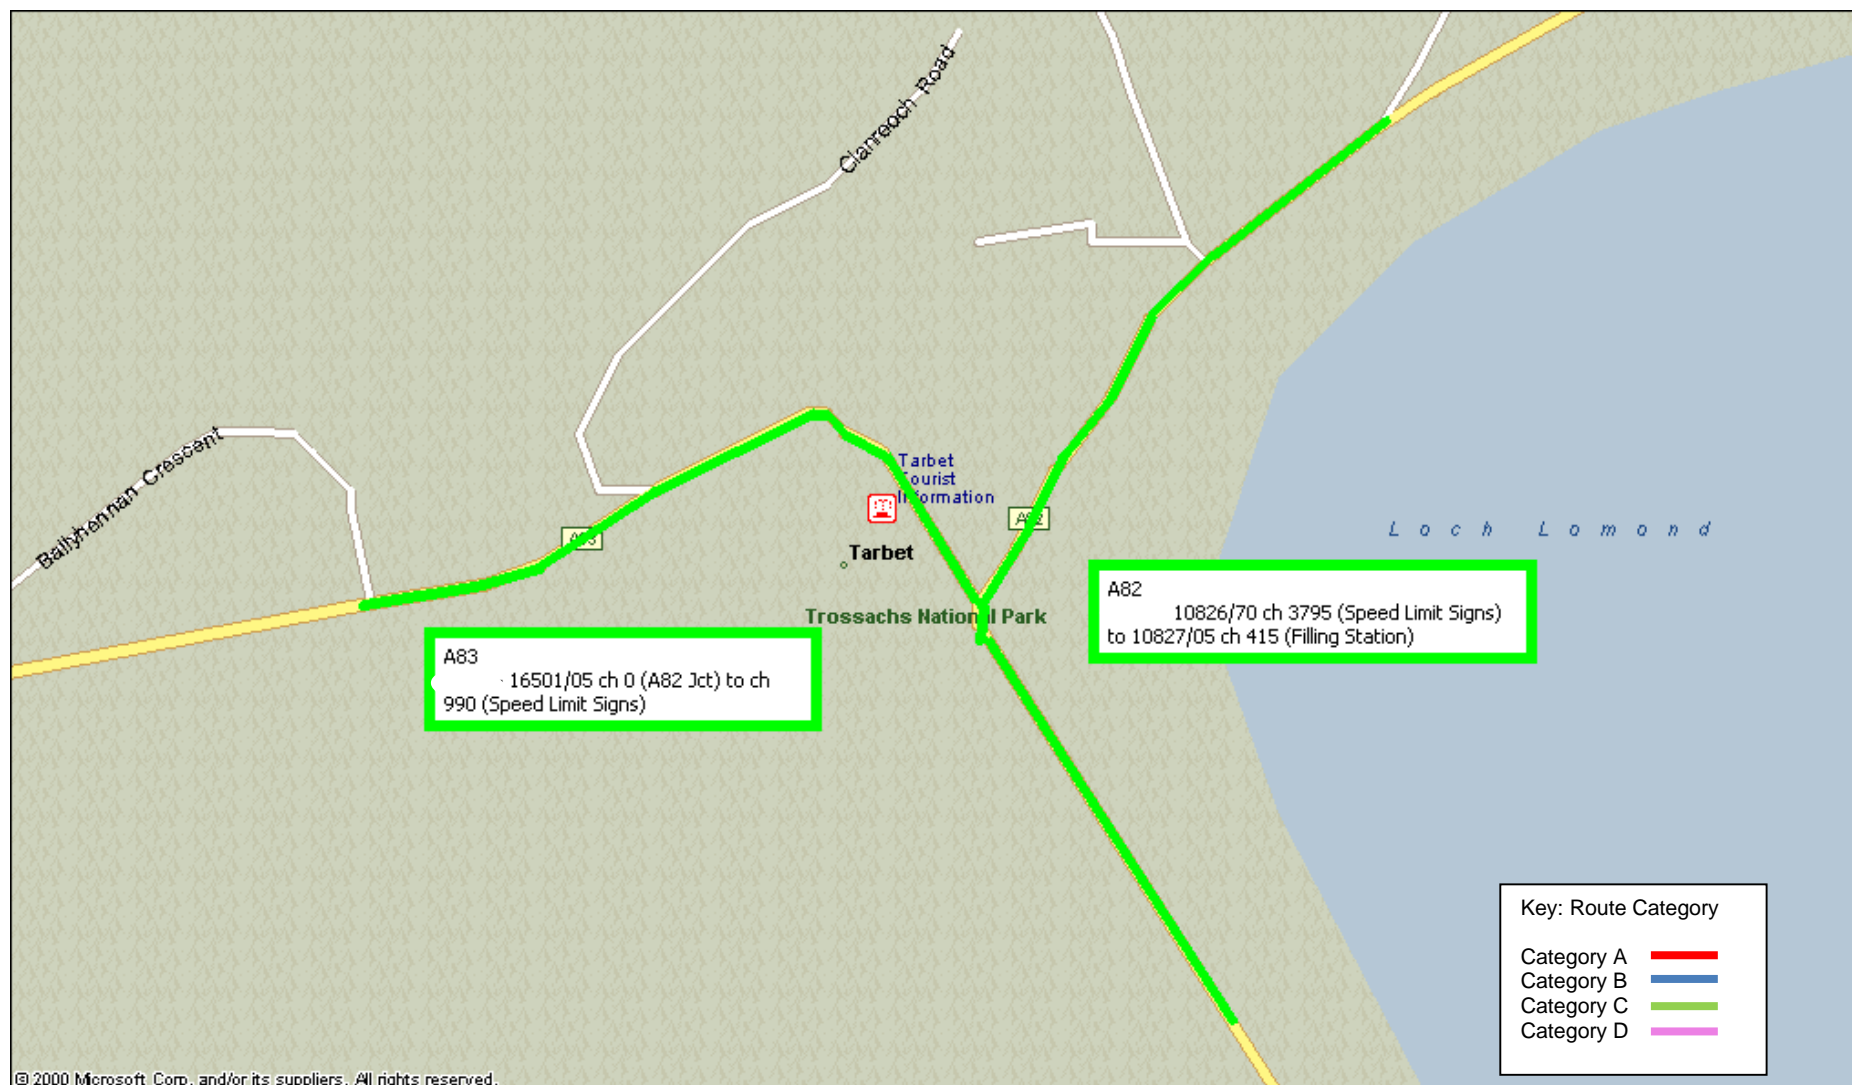 Clanreoch Road
Ballyhennan Crescent
Tarbet
Tourist
Information
A83
A82
Tarbet
Loch Lomond
Trossachs National Park
A82
10826/70 ch 3795 (Speed Limit Signs)
to 10827/05 ch 415 (Filling Station)
A83
16501/05 ch 0 (A82 Jct) to ch
990 (Speed Limit Signs)
Key: Route Category
Category A
Category B
Category C
Category D
© 2000 Microsoft Corp. and/or its suppliers. All rights reserved.